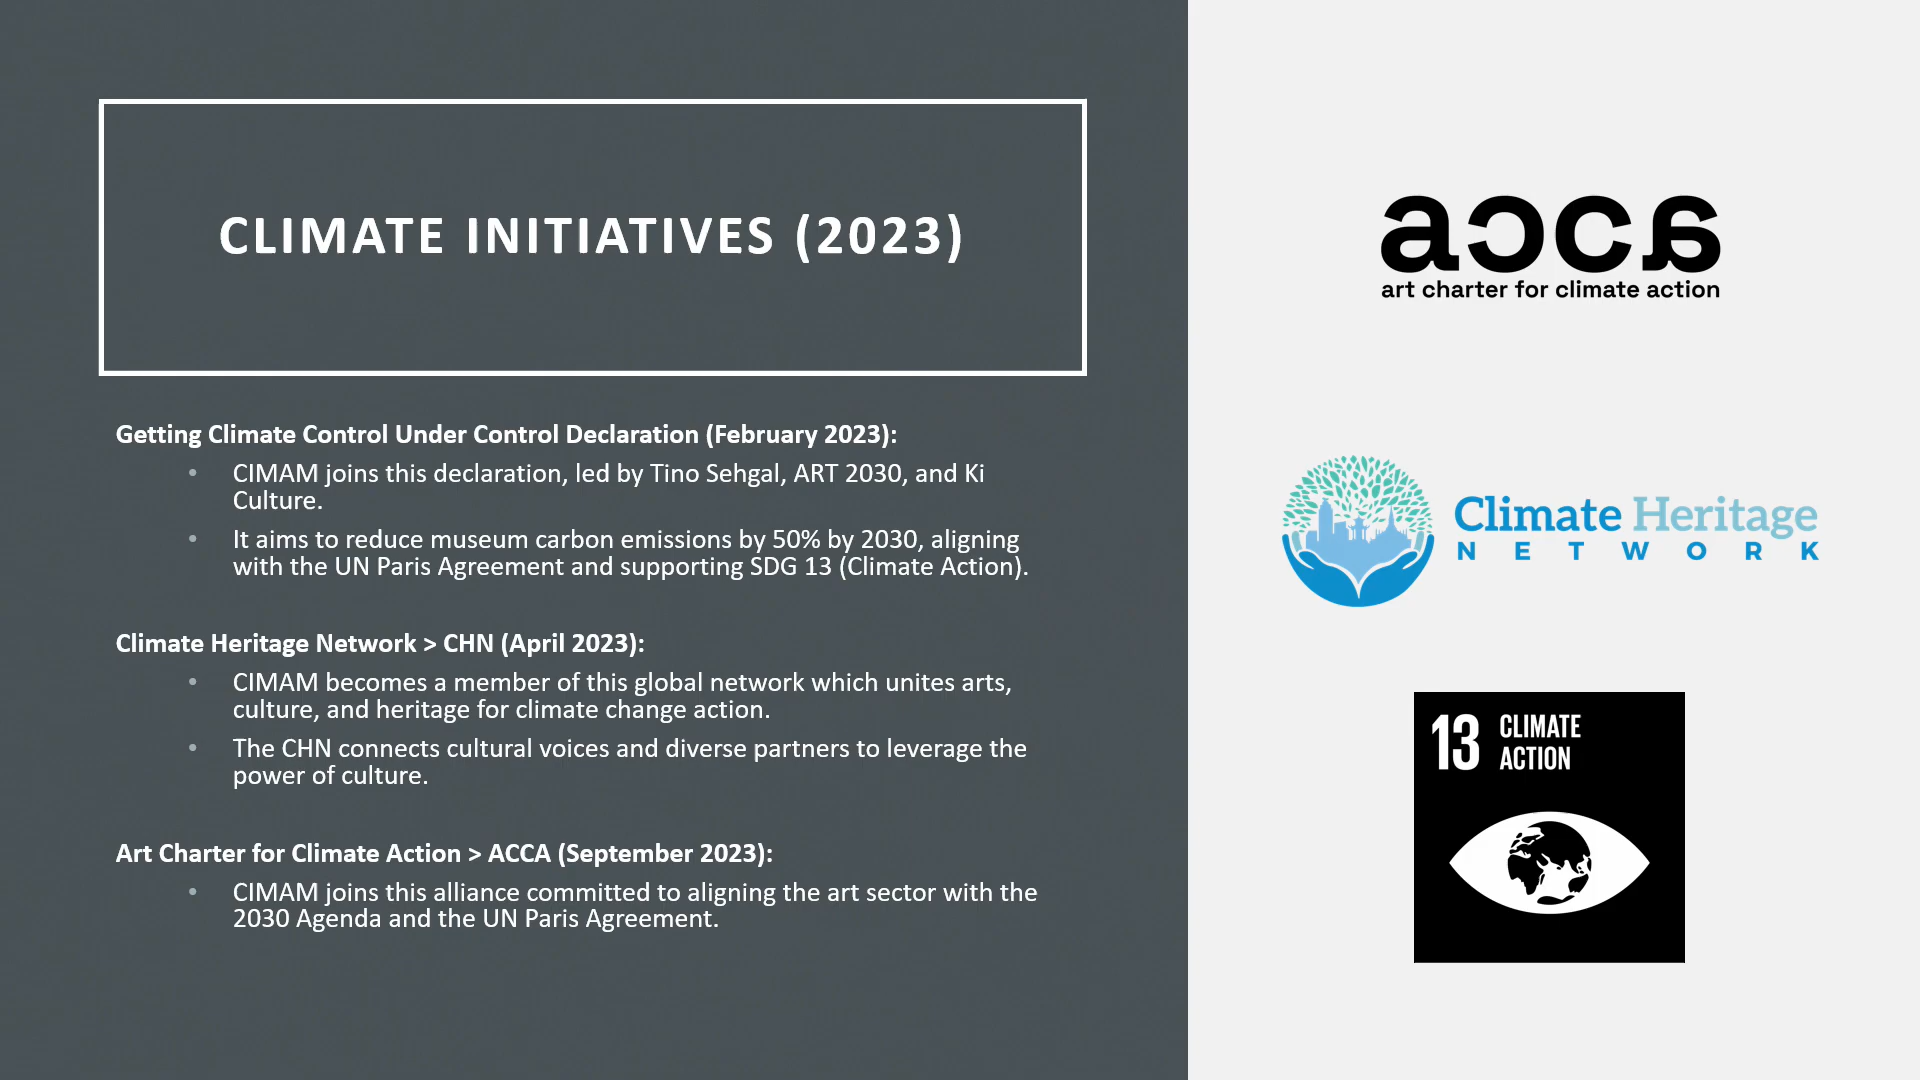 CLIMATE INITIATIVES (2023)
Getting Climate Control Under Control Declaration (February 2023):
• CIMAM joins this declaration, led by Tino Sehgal, ART 2030, and Ki
Culture.
• It aims to reduce museum carbon emissions by 50% by 2030, aligning
with the UN Paris Agreement and supporting SDG 13 (Climate Action).
Climate Heritage Network > CHN (April 2023):
• CIMAM becomes a member of this global network which unites arts,
culture, and heritage for climate change action.
• The CHN connects cultural voices and diverse partners to leverage the
power of culture.
Art Charter for Climate Action > ACCA (September 2023):
• CIMAM joins this alliance committed to aligning the art sector with the
2030 Agenda and the UN Paris Agreement.
acca
art charter for climate action
Climate Heritage
NETWORK
13 CLIMATE
ACTION